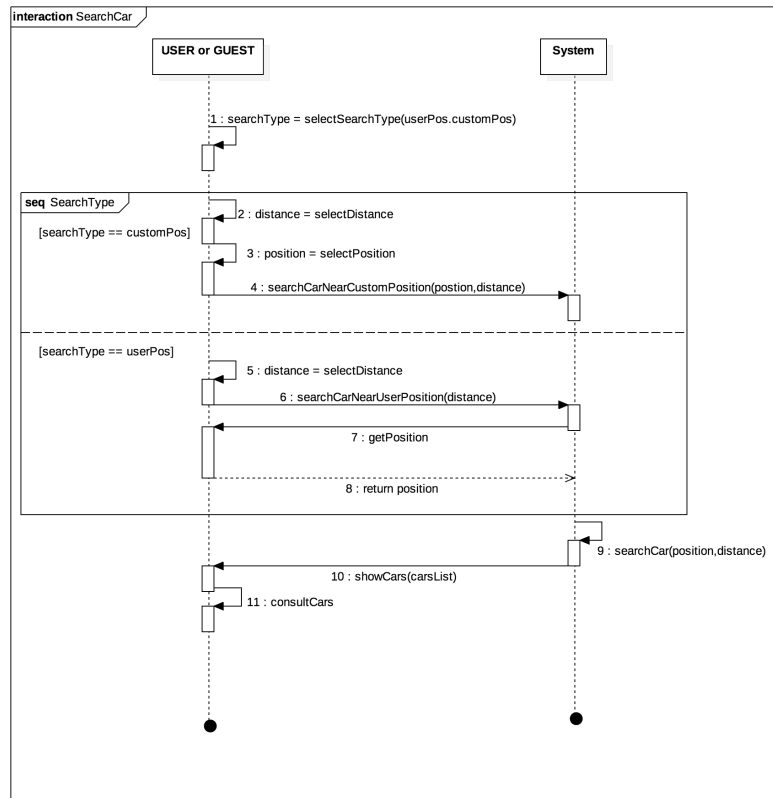 interaction SearchCar
USER or GUEST
System
1 : searchType = selectSearchType(userPos.customPos)
seq SearchType
2 : distance = selectDistance
[searchType == customPos]
3 : position = selectPosition
4 : searchCarNearCustomPosition(postion,distance)
[searchType == userPos]
5 : distance = selectDistance
6 : searchCarNearUserPosition(distance)
7 : getPosition
8 : return position
9 : searchCar(position,distance)
10 : showCars(carsList)
11 : consultCars